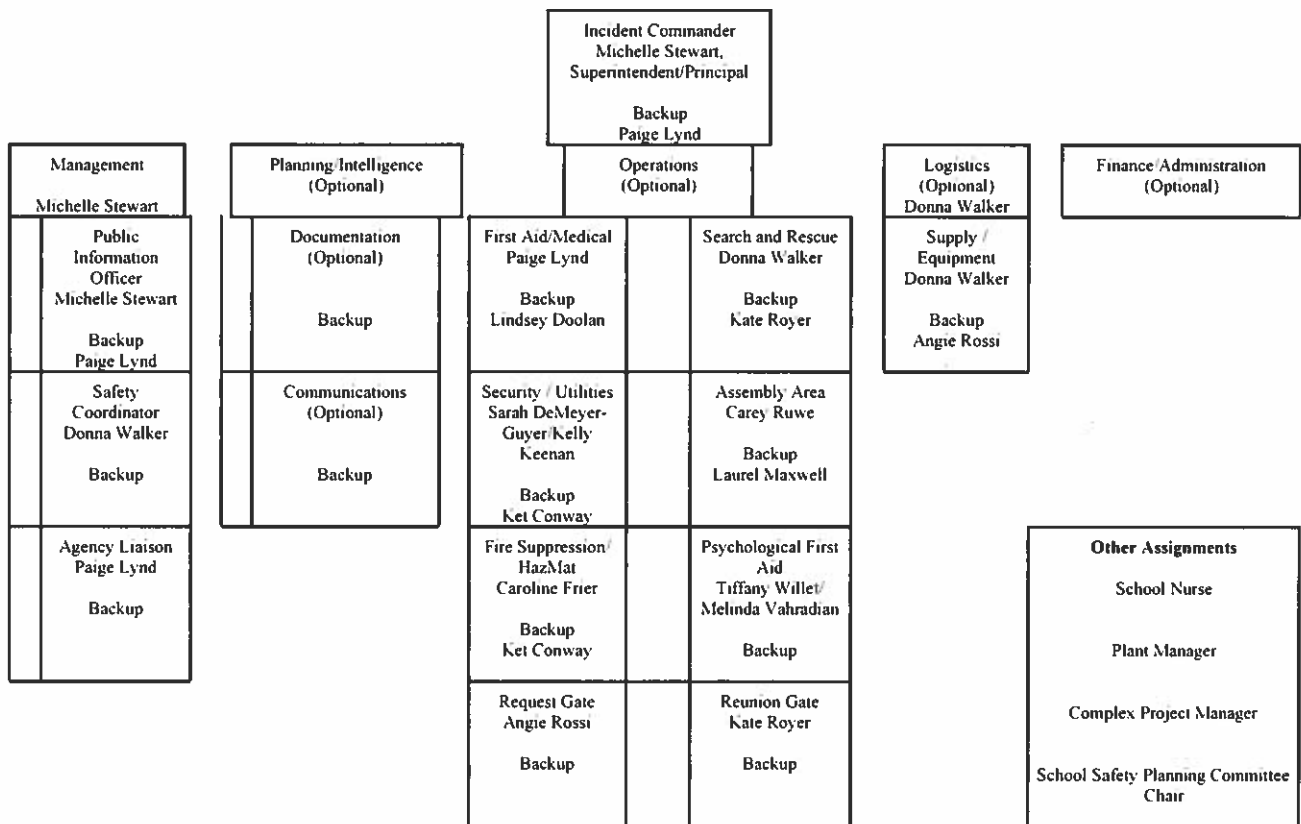 Incident Commander
Michelle Stewart,
Superintendent/Principal
Backup
Paige Lynd
Management
Michelle Stewart
Public
Information
Officer
Michelle Stewart
Backup
Paige Lynd
Safety
Coordinator
Donna Walker
Backup
Agency Liaison
Paige Lynd
Backup
Planning/Intelligence
(Optional)
Documentation
(Optional)
Backup
Communications
(Optional)
Backup
Operations
(Optional)
First Aid/Medical
Paige Lynd
Backup
Lindsey Doolan
Security / Utilities
Sarah DeMeyer-
Guyer/Kelly
Keenan
Backup
Ket Conway
Fire Suppression/
HazMat
Caroline Frier
Backup
Ket Conway
Request Gate
Angie Rossi
Backup
Search and Rescue
Donna Walker
Backup
Kate Royer
Assembly Area
Carey Ruwe
Backup
Laurel Maxwell
Psychological First
Aid
Tiffany Willet/
Melinda Vahradian
Backup
Reunion Gate
Kate Royer
Backup
Logistics
(Optional)
Donna Walker
Supply /
Equipment
Donna Walker
Backup
Angie Rossi
Finance/Administration
(Optional)
Other Assignments
School Nurse
Plant Manager
Complex Project Manager
School Safety Planning Committee
Chair